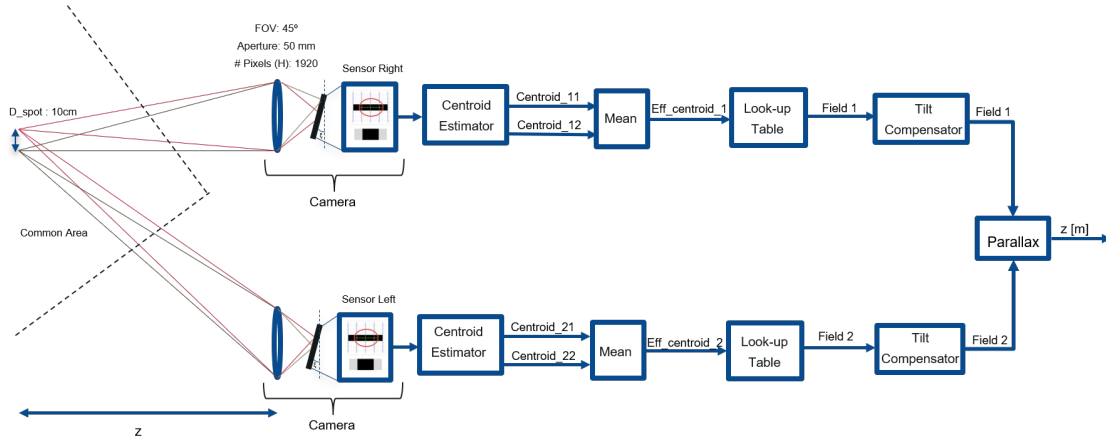 FOV: 45º
Aperture: 50 mm
# Pixels (H): 1920
Sensor Right
D_spot : 10cm
Centroid
Estimator
Centroid_11
Centroid_12
Mean
Eff_centroid_1
Look-up
Table
Field 1
Tilt
Compensator
Field 1
Camera
Common Area
Parallax
z [m]
Sensor Left
Centroid
Estimator
Centroid_21
Centroid_22
Mean
Eff_centroid_2
Look-up
Table
Field 2
Tilt
Compensator
Field 2
Camera
z